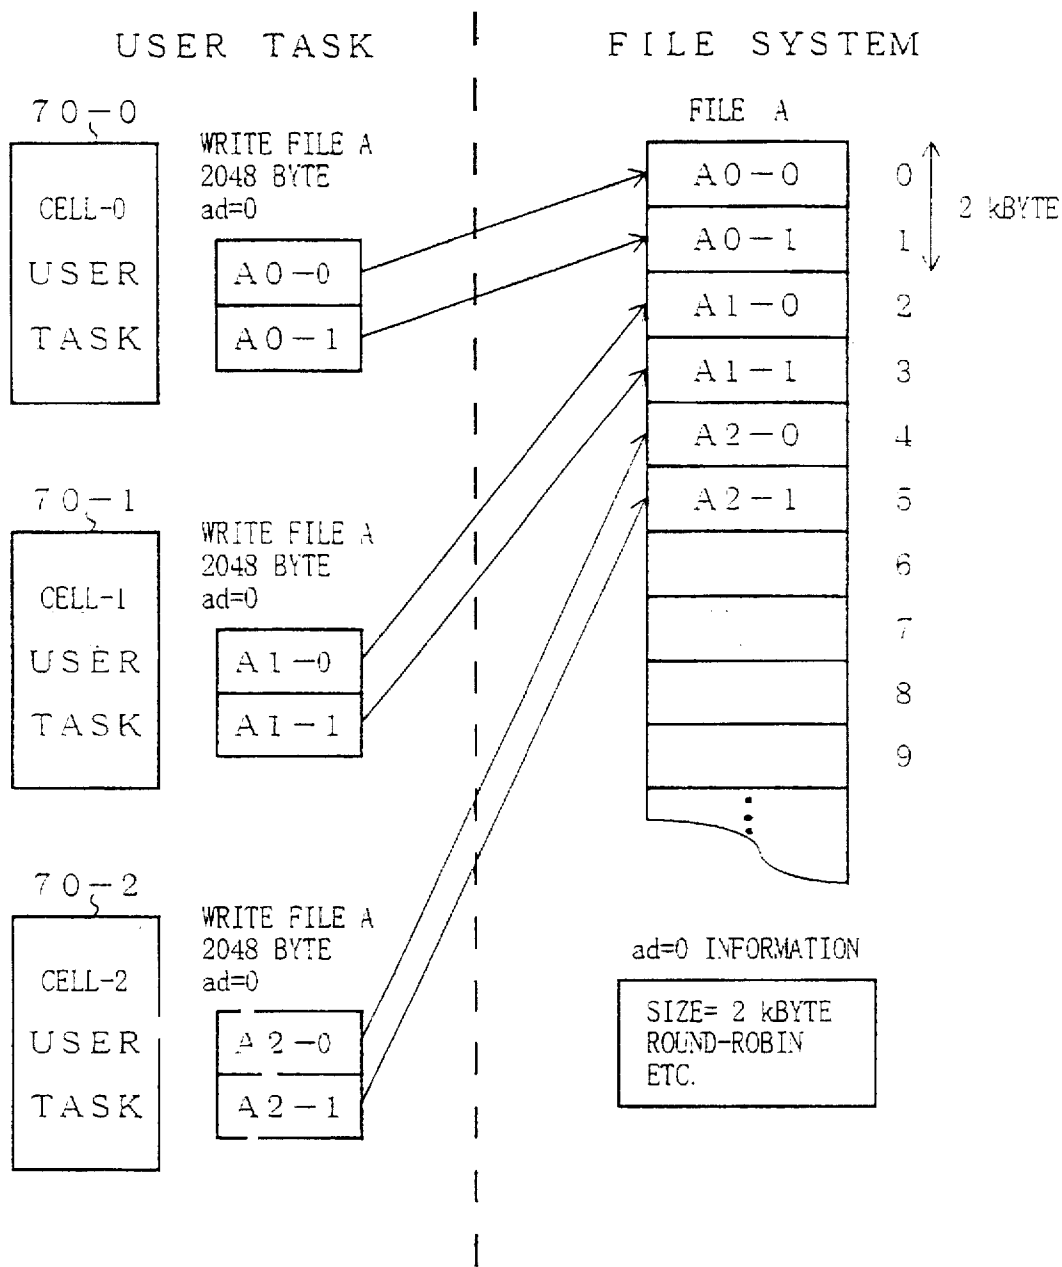 USER TASK
FILE SYSTEM
70-0
CELL-0
USER
TASK
WRITE FILE A
2048 BYTE
ad=0
A0-0
A0-1
70-1
CELL-1
USER
TASK
WRITE FILE A
2048 BYTE
ad=0
A1-0
A1-1
70-2
CELL-2
USER
TASK
WRITE FILE A
2048 BYTE
ad=0
A2-0
A2-1
FILE A
A0-0 0
A0-1 1
2 kBYTE
A1-0 2
A1-1 3
A2-0 4
A2-1 5
6
7
8
9
ad=0 INFORMATION
SIZE= 2 kBYTE
ROUND-ROBIN
ETC.